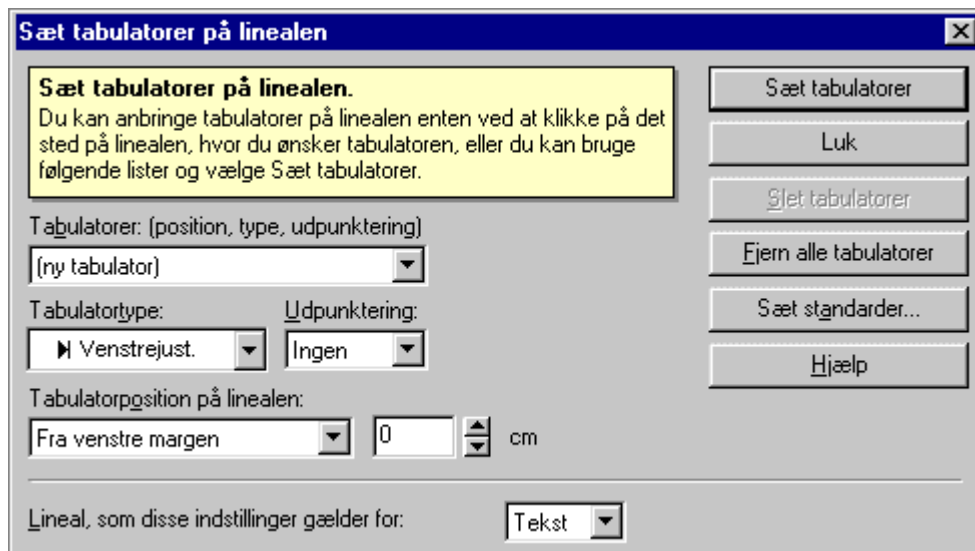 Sæt tabulatorer på linealen
Sæt tabulatorer på linealen.
Du kan anbringe tabulatorer på linealen enten ved at klikke på det
sted på linealen, hvor du ønsker tabulatoren, eller du kan bruge
følgende lister og vælge Sæt tabulatorer.
Sæt tabulatorer
Luk
Slet tabulatorer
Fjern alle tabulatorer
Sæt standarder...
Hjælp
Tabulatorer: (position, type, udpunktering)
(ny tabulator)
Tabulatortype: Udpunktering:
Venstrejust. Ingen
Tabulatorposition på linealen:
Fra venstre margen 0 cm
Lineal, som disse indstillinger gælder for: Tekst